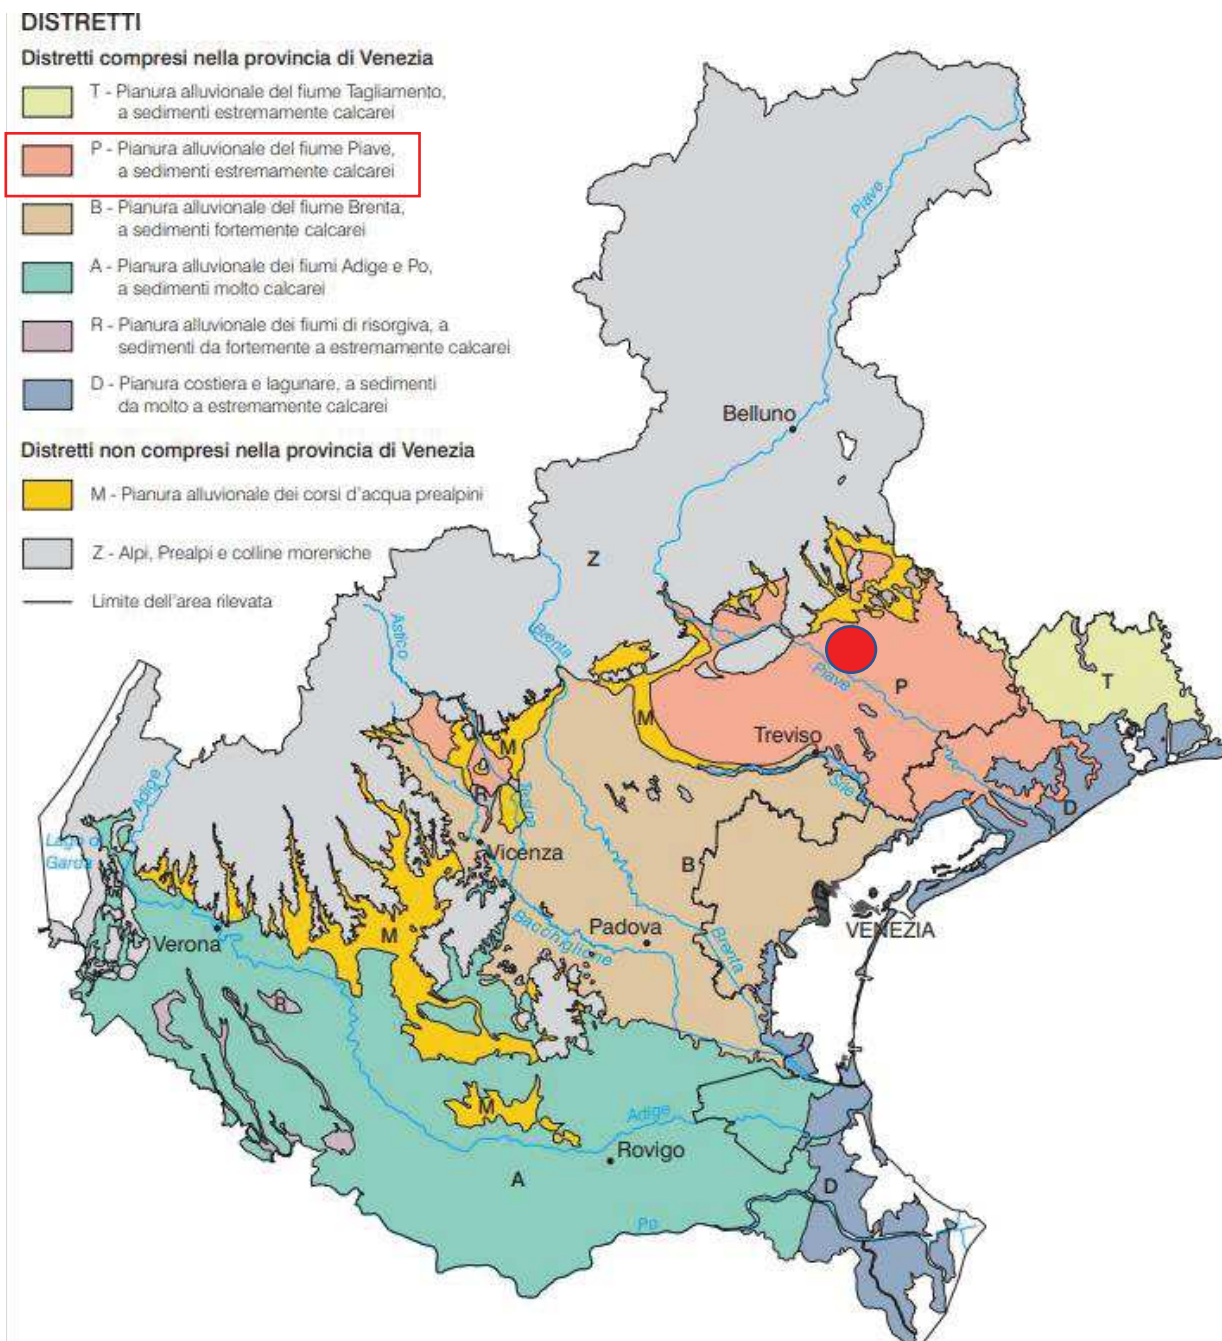 DISTRETTI
Distretti compresi nella provincia di Venezia
T - Pianura alluvionale del fiume Tagliamento,
a sedimenti estremamente calcarei
P - Pianura alluvionale del fiume Piave,
a sedimenti estremamente calcarei
B - Pianura alluvionale del fiume Brenta,
a sedimenti fortemente calcarei
A - Pianura alluvionale dei fiumi Adige e Po,
a sedimenti molto calcarei
R - Pianura alluvionale dei fiumi di risorgiva, a
sedimenti da fortemente a estremamente calcarei
D - Pianura costiera e lagunare, a sedimenti
da molto a estremamente calcarei
Distretti non compresi nella provincia di Venezia
M - Pianura alluvionale dei corsi d'acqua prealpini
Z - Alpi, Prealpi e colline moreniche
Limite dell'area rilevata
Piave
Belluno
Z
Astico
Brenta
Piave
P
T
M
Treviso
Sile
M
M
R
Tesina
D
Adige
Lago di
Garda
Vicenza
B
Padova
Bacchiglione
Brenta
VENEZIA
Verona
M
R
M
Adige
Rovigo
A
D
Po